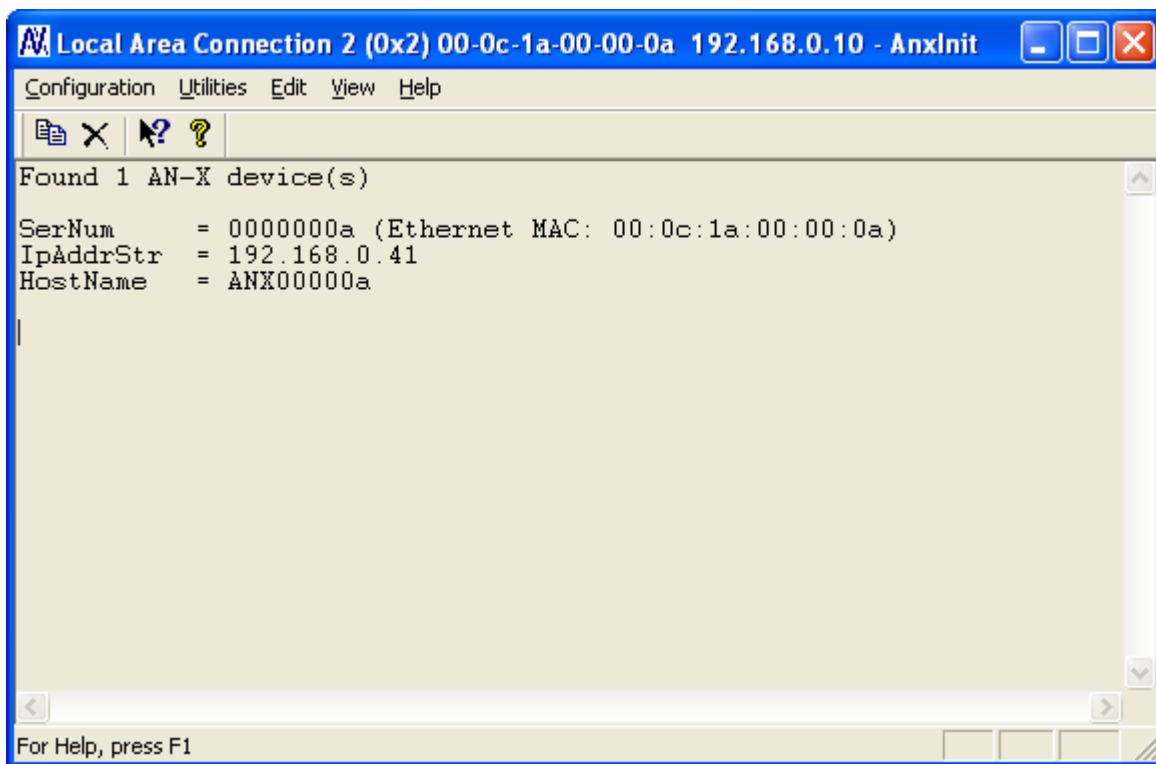 AX Local Area Connection 2 (0x2) 00-0c-1a-00-00-0a 192.168.0.10 - AnxInit
Configuration Utilities Edit View Help
Found 1 AN-X device(s)
SerNum = 0000000a (Ethernet MAC: 00:0c:1a:00:00:0a)
IpAddrStr = 192.168.0.41
HostName = ANX00000a
For Help, press F1